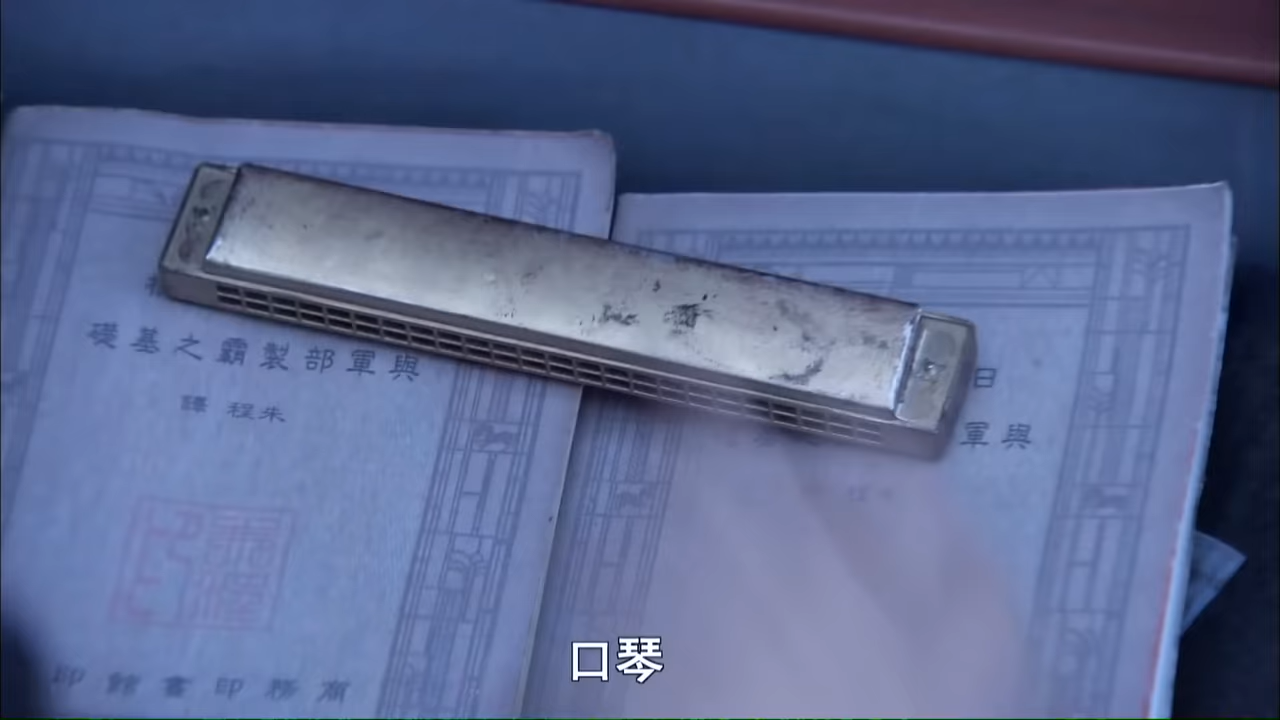 與軍部製霸之基礎
朱程 譯
商務印書館印
日
與軍
口琴